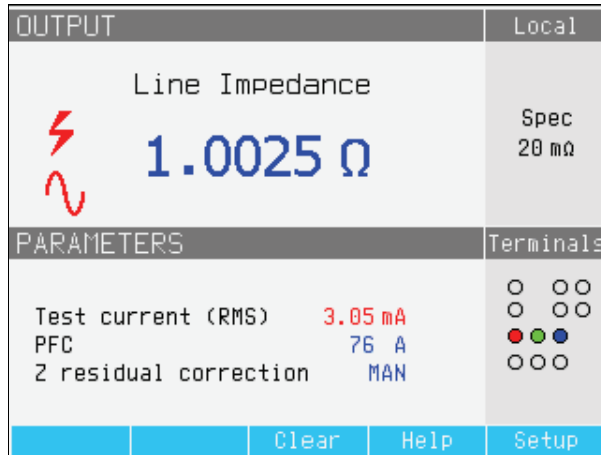 OUTPUT Local
Line Impedance
Spec
20 mΩ
1.0025 Ω
PARAMETERS Terminals
Test current (RMS) 3.05 mA
PFC 76 A
Z residual correction MAN
Clear Help Setup